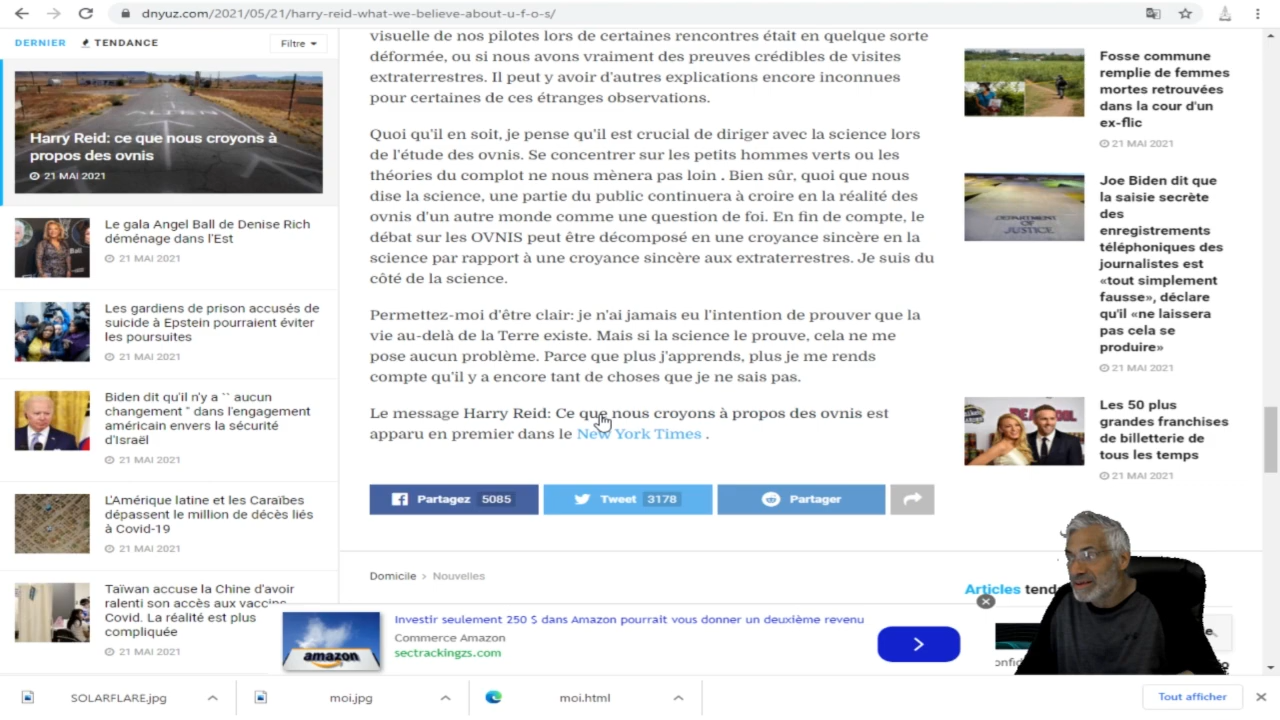 dnyuz.com/2021/05/21/harry-reid-what-we-believe-about-u-f-o-s/
DERNIER
TENDANCE
Filtre
Harry Reid: ce que nous croyons à
propos des ovnis
21 MAI 2021
Le gala Angel Ball de Denise Rich
déménage dans l'Est
21 MAI 2021
Les gardiens de prison accusés de
suicide à Epstein pourraient éviter
les poursuites
21 MAI 2021
Biden dit qu'il n'y a `` aucun
changement '' dans l'engagement
américain envers la sécurité
d'Israël
21 MAI 2021
L'Amérique latine et les Caraïbes
dépassent le million de décès liés
à Covid-19
21 MAI 2021
Taïwan accuse la Chine d'avoir
ralenti son accès aux vaccins
Covid. La réalité est plus
compliquée
21 MAI 2021
visuelle de nos pilotes lors de certaines rencontres était en quelque sorte
déformée, ou si nous avons vraiment des preuves crédibles de visites
extraterrestres. Il peut y avoir d'autres explications encore inconnues
pour certaines de ces étranges observations.
Quoi qu'il en soit, je pense qu'il est crucial de diriger avec la science lors
de l'étude des ovnis. Se concentrer sur les petits hommes verts ou les
théories du complot ne nous mènera pas loin . Bien sûr, quoi que nous
dise la science, une partie du public continuera à croire en la réalité des
ovnis d'un autre monde comme une question de foi. En fin de compte, le
débat sur les OVNIS peut être décomposé en une croyance sincère en la
science par rapport à une croyance sincère aux extraterrestres. Je suis du
côté de la science.
Permettez-moi d'être clair: je n'ai jamais eu l'intention de prouver que la
vie au-delà de la Terre existe. Mais si la science le prouve, cela ne me
pose aucun problème. Parce que plus j'apprends, plus je me rends
compte qu'il y a encore tant de choses que je ne sais pas.
Le message Harry Reid: Ce que nous croyons à propos des ovnis est
apparu en premier dans le New York Times .
Partagez 5085
Tweet 3178
Partager
Domicile > Nouvelles
Investir seulement 250 $ dans Amazon pourrait vous donner un deuxième revenu
Commerce Amazon
sectrackingzs.com
amazon
Fosse commune
remplie de femmes
mortes retrouvées
dans la cour d'un
ex-flic
21 MAI 2021
Joe Biden dit que
la saisie secrète
des
enregistrements
téléphoniques des
journalistes est
«tout simplement
fausse», déclare
qu'il «ne laissera
pas cela se
produire»
21 MAI 2021
DEPARTMENT
OF
JUSTICE
Les 50 plus
grandes franchises
de billetterie de
tous les temps
21 MAI 2021
Articles
SOLARFLARE.jpg
moi.jpg
moi.html
Tout afficher